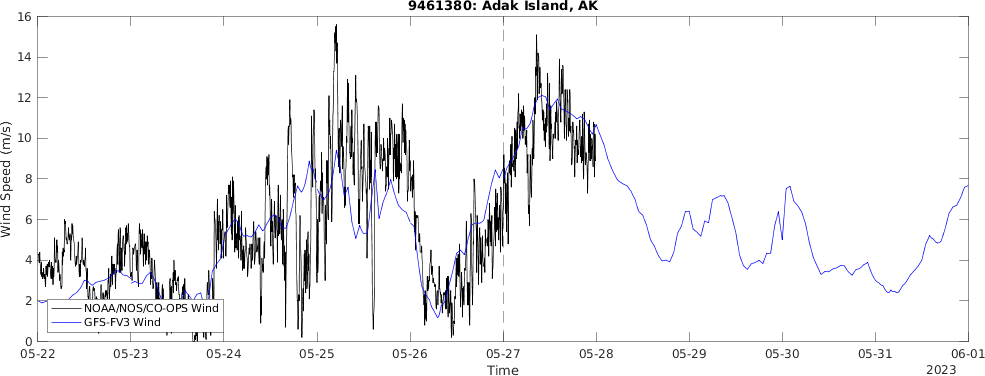 9461380: Adak Island, AK
Wind Speed (m/s)
16
14
12
10
8
6
4
2
0
NOAA/NOS/CO-OPS Wind
GFS-FV3 Wind
05-22 05-23 05-24 05-25 05-26 05-27 05-28 05-29 05-30 05-31 06-01
Time
2023